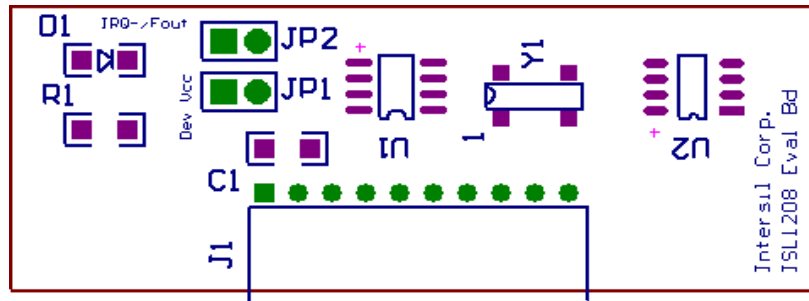 D1
IRQ-/Fout
JP2
Y1
R1
Dev Vcc
JP1
U1
1
U2
C1
J1
Intersil Corp.
ISL1208 Eval Bd